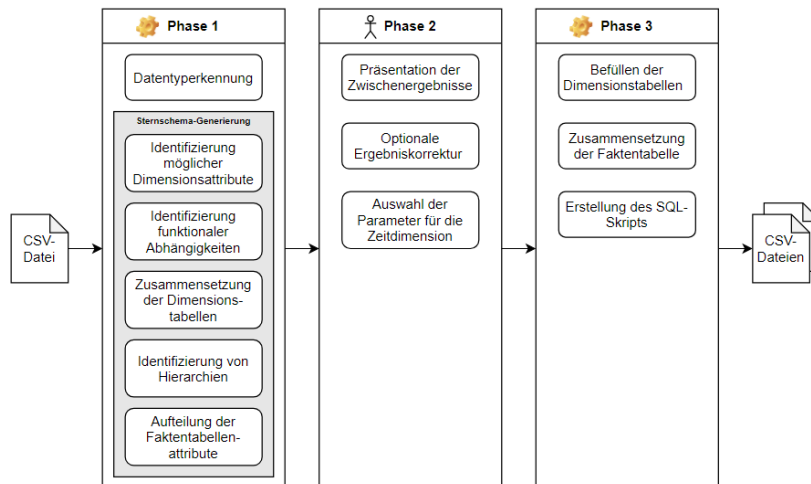 Phase 1
Datentyperkennung
Sternschema-Generierung
Identifizierung
möglicher
Dimensionsattribute
Identifizierung
funktionaler
Abhängigkeiten
Zusammensetzung
der Dimensions-
tabellen
Identifizierung von
Hierarchien
Aufteilung der
Faktentabellen-
attribute
CSV-
Datei
Phase 2
Präsentation der
Zwischenergebnisse
Optionale
Ergebniskorrektur
Auswahl der
Parameter für die
Zeitdimension
Phase 3
Befüllen der
Dimensionstabellen
Zusammensetzung
der Faktentabelle
Erstellung des SQL-
Skripts
CSV-
Dateien